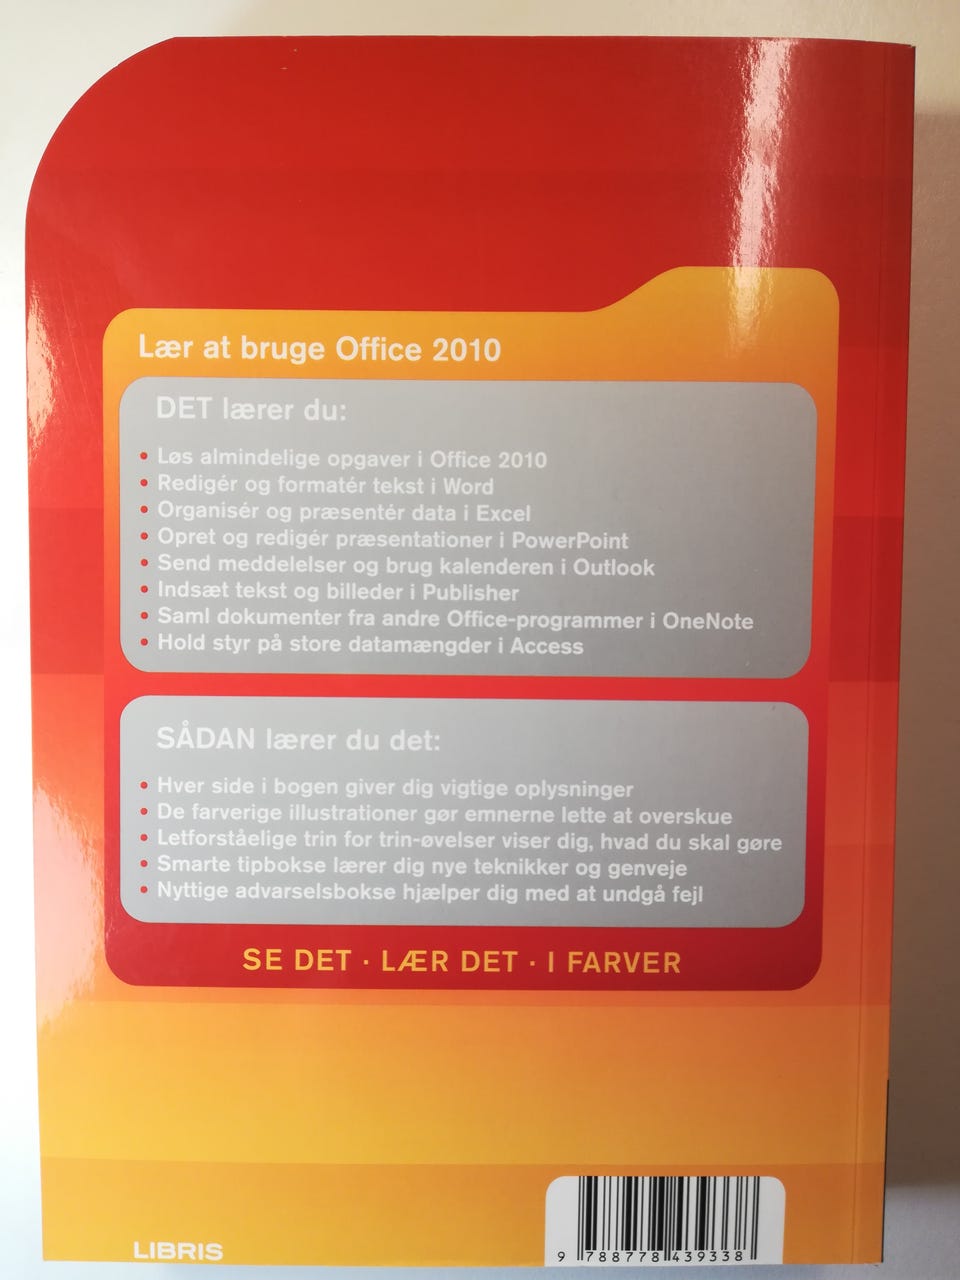 Lær at bruge Office 2010
DET lærer du:
• Løs almindelige opgaver i Office 2010
• Redigér og formatér tekst i Word
• Organisér og præsentér data i Excel
• Opret og redigér præsentationer i PowerPoint
• Send meddelelser og brug kalenderen i Outlook
• Indsæt tekst og billeder i Publisher
• Saml dokumenter fra andre Office-programmer i OneNote
• Hold styr på store datamængder i Access
SÅDAN lærer du det:
• Hver side i bogen giver dig vigtige oplysninger
• De farverige illustrationer gør emnerne lette at overskue
• Letforståelige trin for trin-øvelser viser dig, hvad du skal gøre
• Smarte tipbokse lærer dig nye teknikker og genveje
• Nyttige advarselsbokse hjælper dig med at undgå fejl
SE DET · LÆR DET · I FARVER
LIBRIS
9 788778 439338